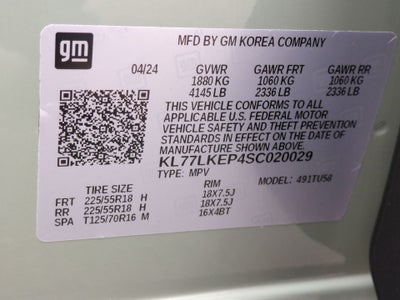 gm
MFD BY GM KOREA COMPANY
04/24 GVWR GAWR FRT GAWR RR
1880 KG 1060 KG 1060 KG
4145 LB 2336 LB 2336 LB
THIS VEHICLE CONFORMS TO ALL
APPLICABLE U.S. FEDERAL MOTOR
VEHICLE SAFETY AND THEFT PREVENTION
STANDARDS IN EFFECT ON THE DATE OF
MANUFACTURE SHOWN ABOVE.
KL77LKEP4SC020029
TYPE: MPV MODEL: 491TU58
TIRE SIZE RIM
FRT 225/55R18 H 18X7.5J
RR 225/55R18 H 18X7.5J
SPA T125/70R16 M 16X4BT